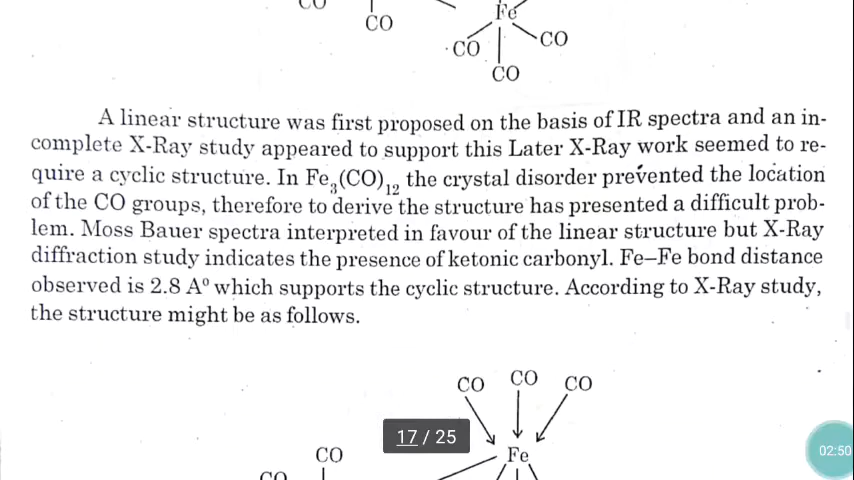 CO
CO
Fe
CO
CO
CO
A linear structure was first proposed on the basis of IR spectra and an in-
complete X-Ray study appeared to support this Later X-Ray work seemed to re-
quire a cyclic structure. In Fe₃(CO)₁₂ the crystal disorder prevented the location
of the CO groups, therefore to derive the structure has presented a difficult prob-
lem. Moss Bauer spectra interpreted in favour of the linear structure but X-Ray
diffraction study indicates the presence of ketonic carbonyl. Fe–Fe bond distance
observed is 2.8 A° which supports the cyclic structure. According to X-Ray study,
the structure might be as follows.
CO CO CO
17 / 25
02:50
CO
Fe
CO